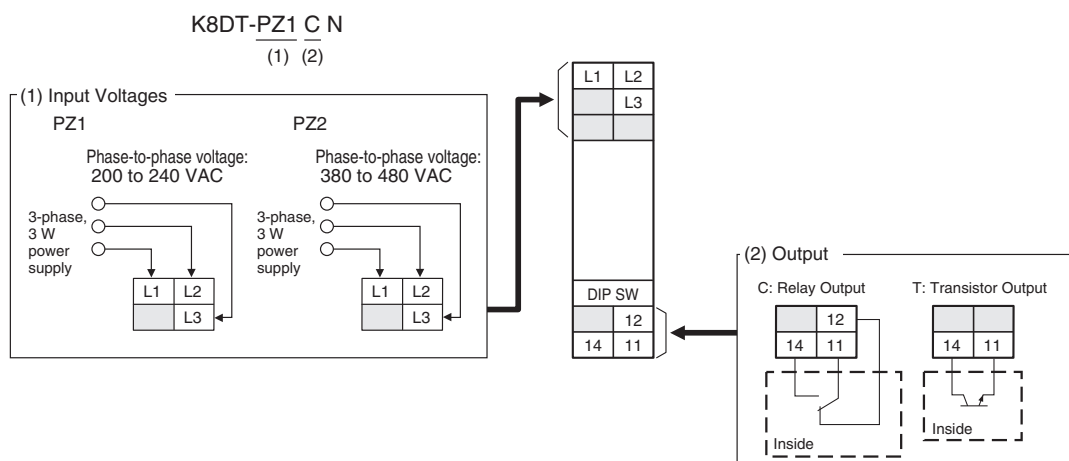 K8DT-PZ1 C N
(1) (2)
(1) Input Voltages
PZ1
Phase-to-phase voltage:
200 to 240 VAC
3-phase,
3 W
power
supply
L1 L2
L3
PZ2
Phase-to-phase voltage:
380 to 480 VAC
3-phase,
3 W
power
supply
L1 L2
L3
L1 L2
L3
DIP SW
12
14 11
(2) Output
C: Relay Output
12
14 11
Inside
T: Transistor Output
14 11
Inside